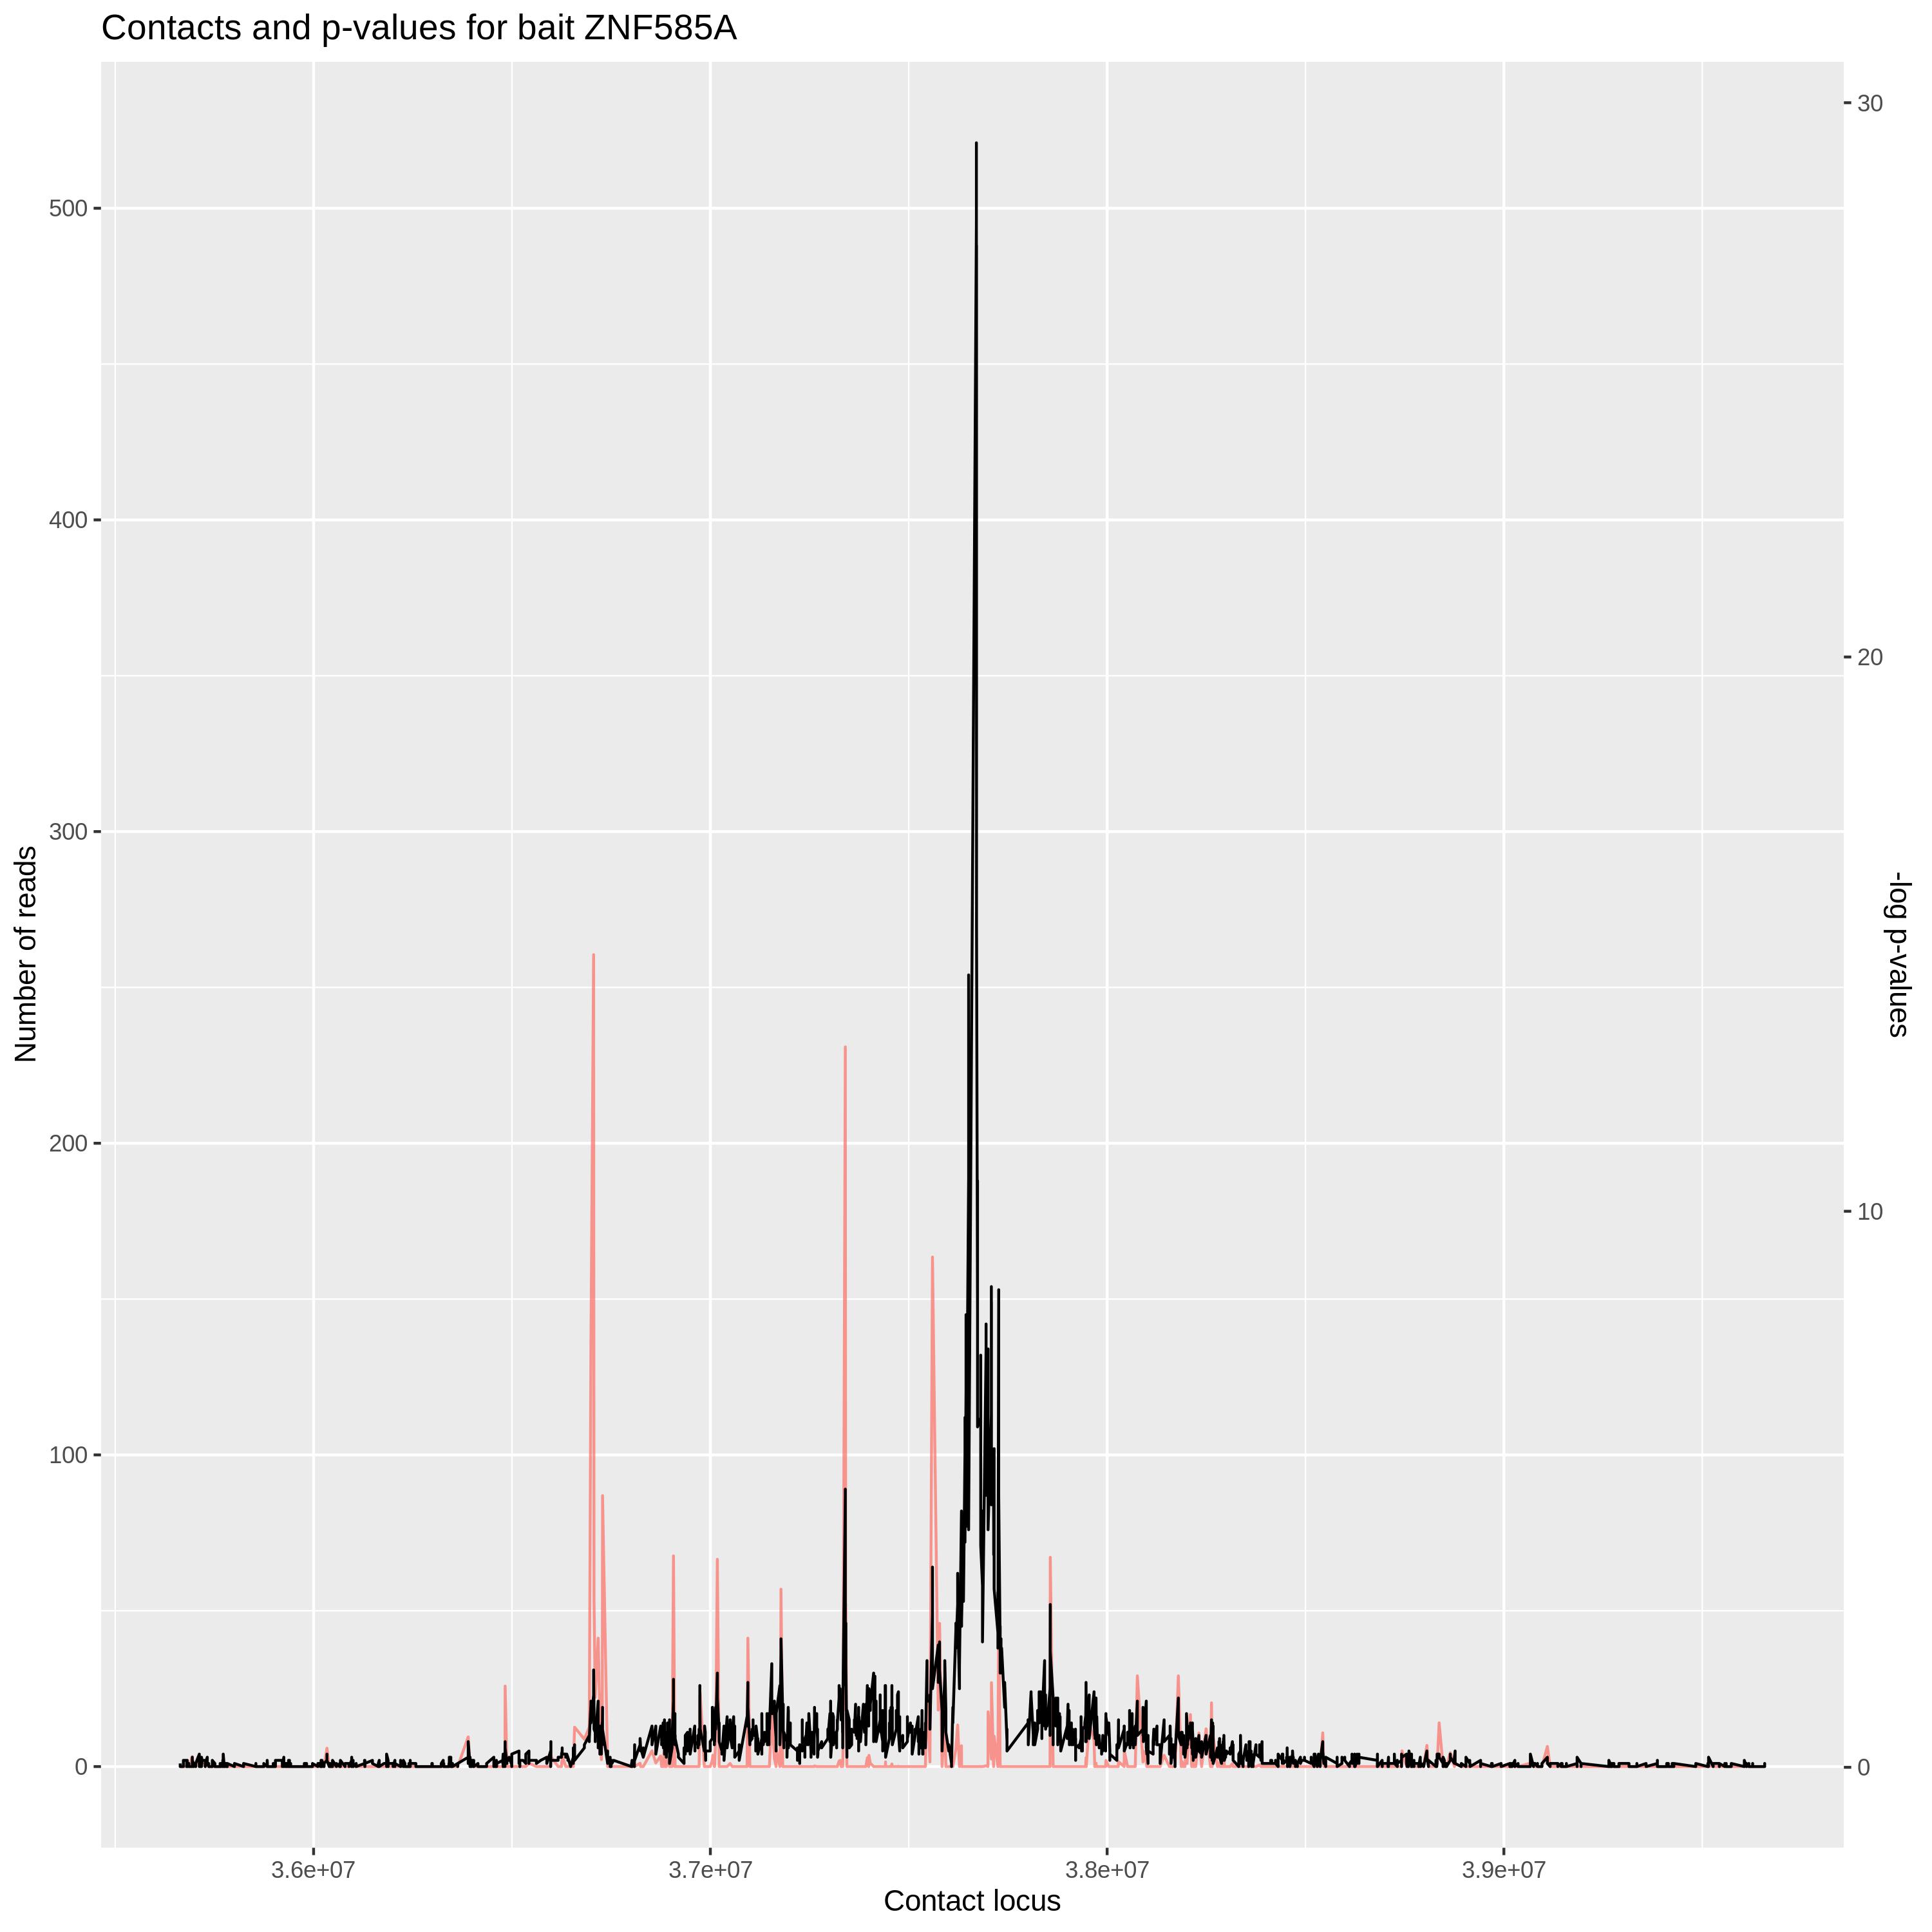 Contacts and p-values for bait ZNF585A
30
500
400
20
300
Number of reads
-log p-values
200
10
100
0
0
3.6e+07
3.7e+07
3.8e+07
3.9e+07
Contact locus